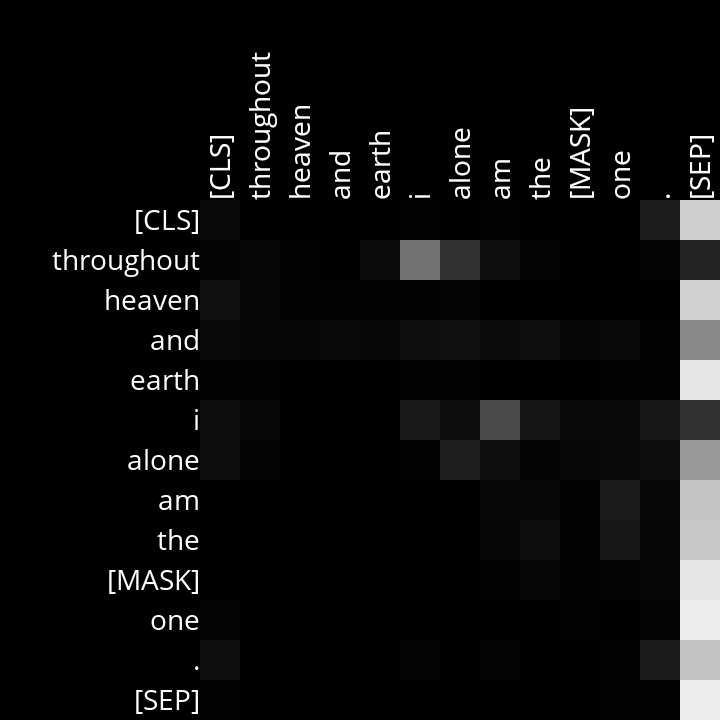 [CLS] throughout heaven and earth i alone am the [MASK] one . [SEP]
[CLS]
throughout
heaven
and
earth
i
alone
am
the
[MASK]
one
.
[SEP]